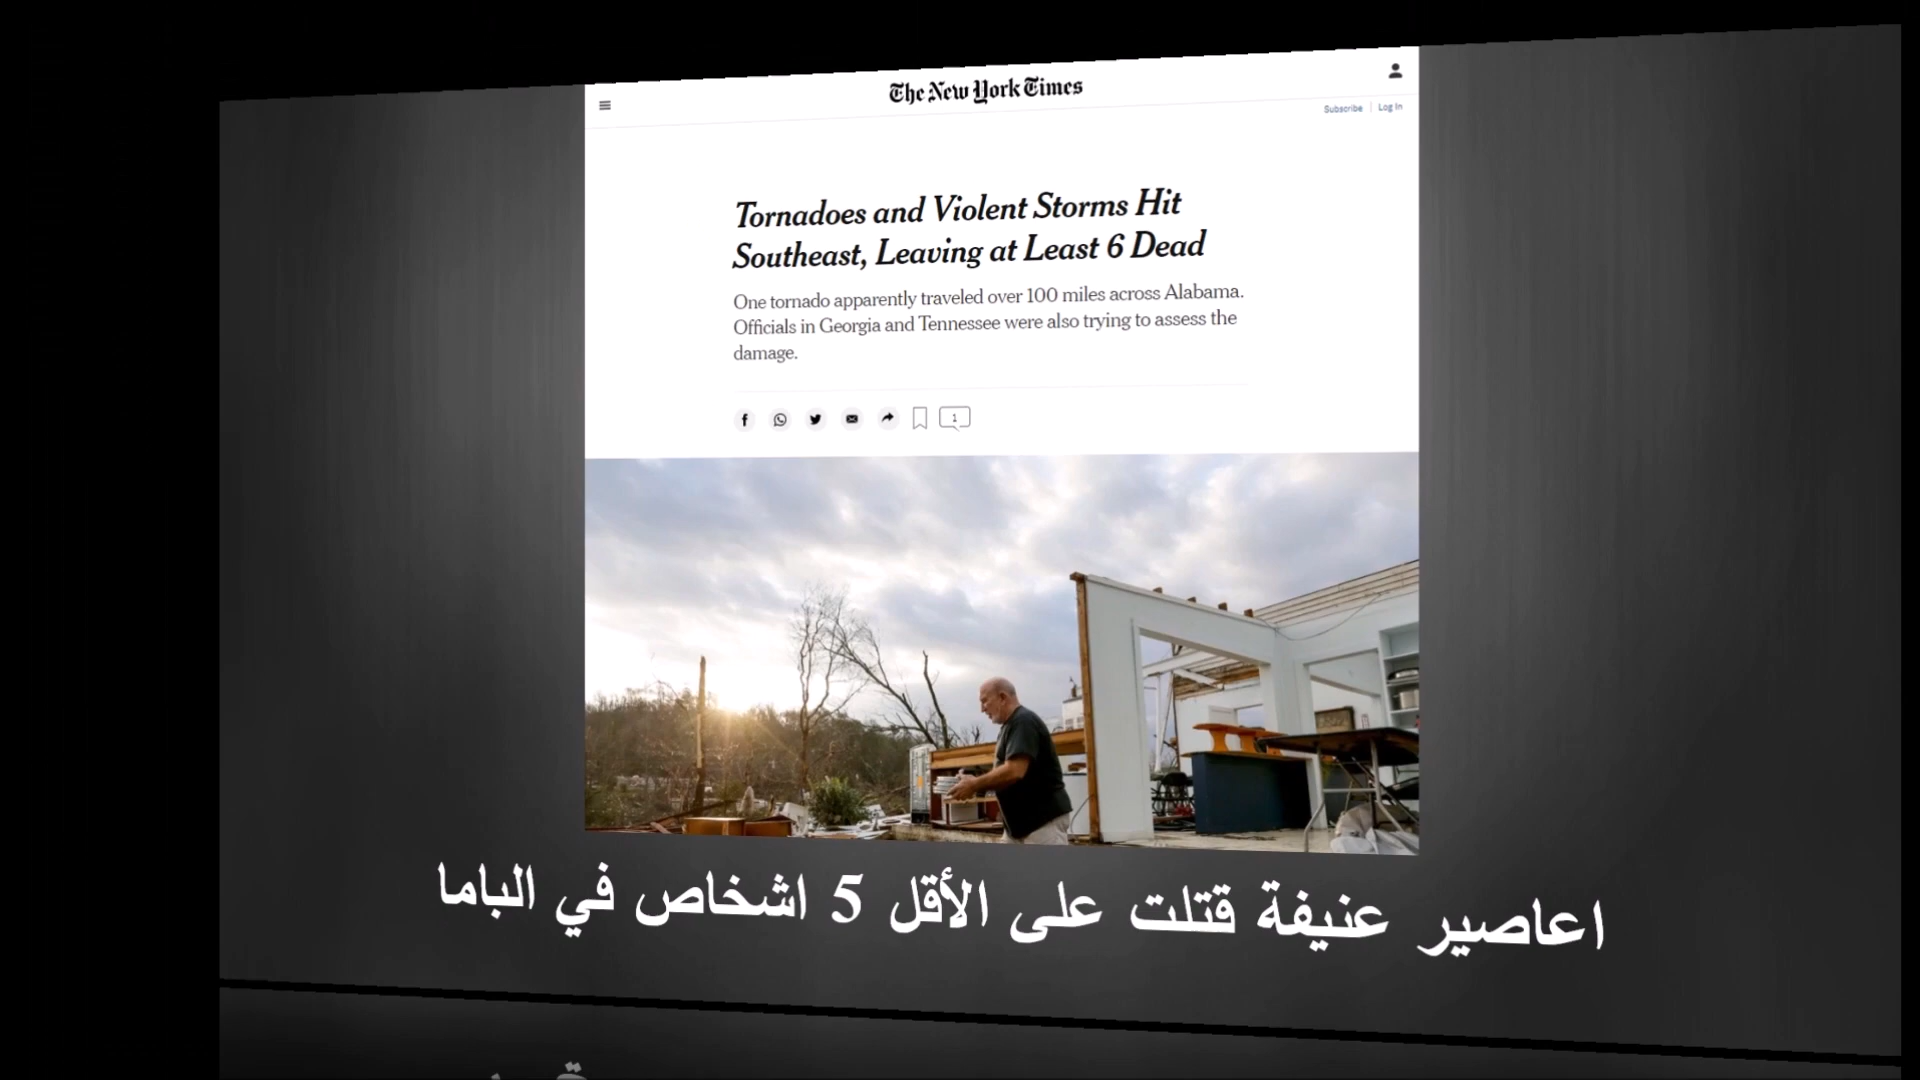 The New York Times
Subscribe | Log In
Tornadoes and Violent Storms Hit
Southeast, Leaving at Least 6 Dead
One tornado apparently traveled over 100 miles across Alabama.
Officials in Georgia and Tennessee were also trying to assess the
damage.
1
اعاصير عنيفة قتلت على الأقل 5 اشخاص في الباما